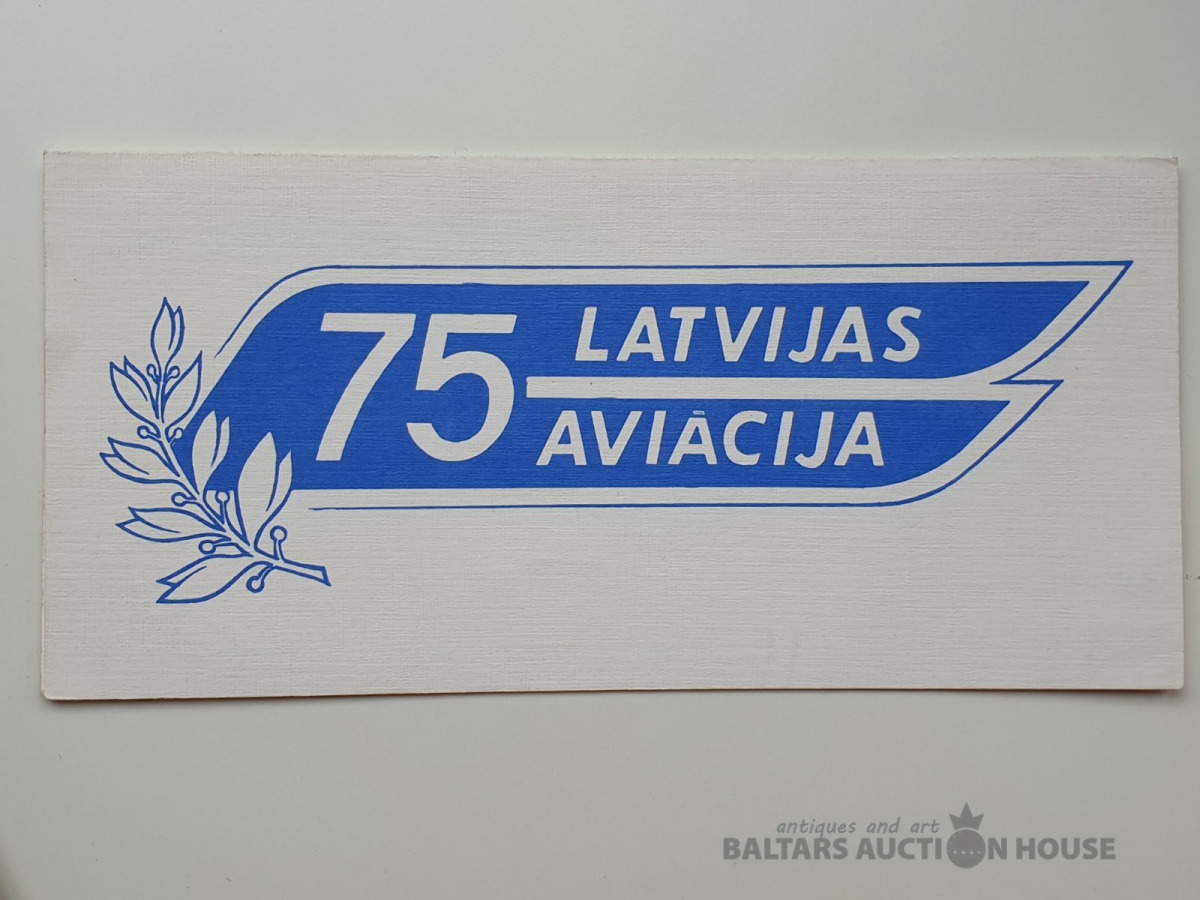 75 LATVIJAS
AVIĀCIJA
antiques and art
BALTARS AUCTION HOUSE